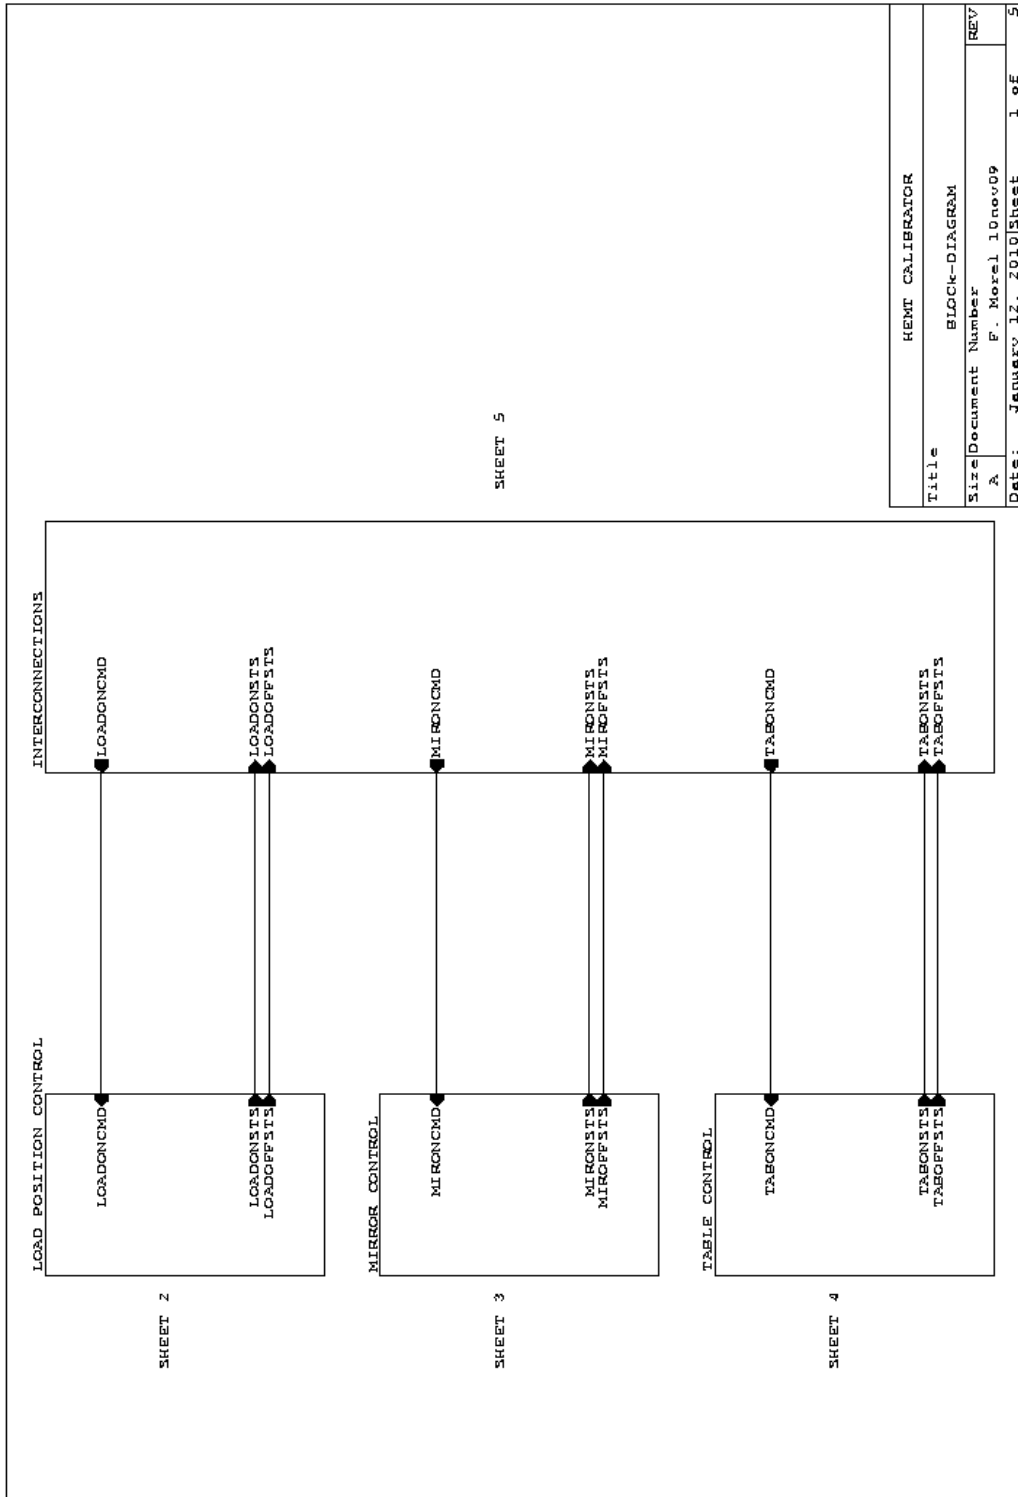 LOAD POSITION CONTROL
LOADONCMD
LOADONSTS
LOADOFFSTS
SHEET 2
MIRROR CONTROL
MIRONCMD
MIRONSTS
MIROFFSTS
SHEET 3
TABLE CONTROL
TABONCMD
TABONSTS
TABOFFSTS
SHEET 4
INTERCONNECTIONS
LOADONCMD
LOADONSTS
LOADOFFSTS
MIRONCMD
MIRONSTS
MIROFFSTS
TABONCMD
TABONSTS
TABOFFSTS
SHEET 5
HEMT CALIBRATOR
Title
BLOCK-DIAGRAM
Size Document Number REV
A F. Morel 10nov09
Date: January 12, 2010 Sheet 1 of 5